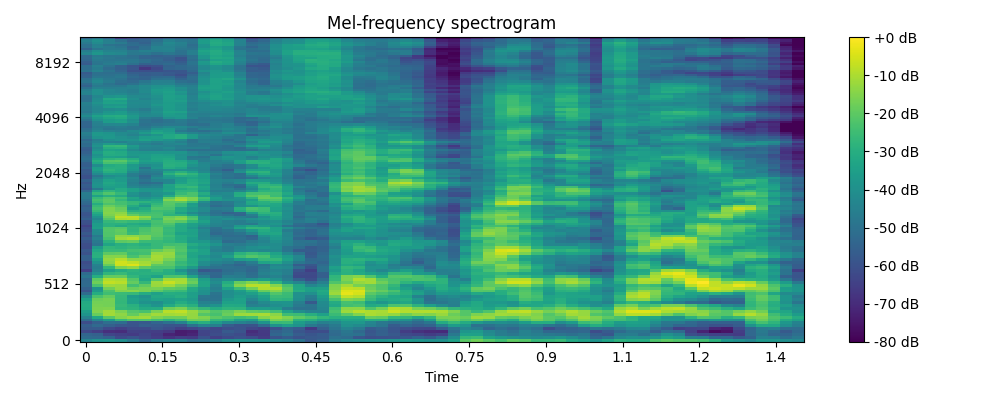 Mel-frequency spectrogram
Hz
8192
4096
2048
1024
512
0
0 0.15 0.3 0.45 0.6 0.75 0.9 1.1 1.2 1.4
Time
+0 dB
-10 dB
-20 dB
-30 dB
-40 dB
-50 dB
-60 dB
-70 dB
-80 dB